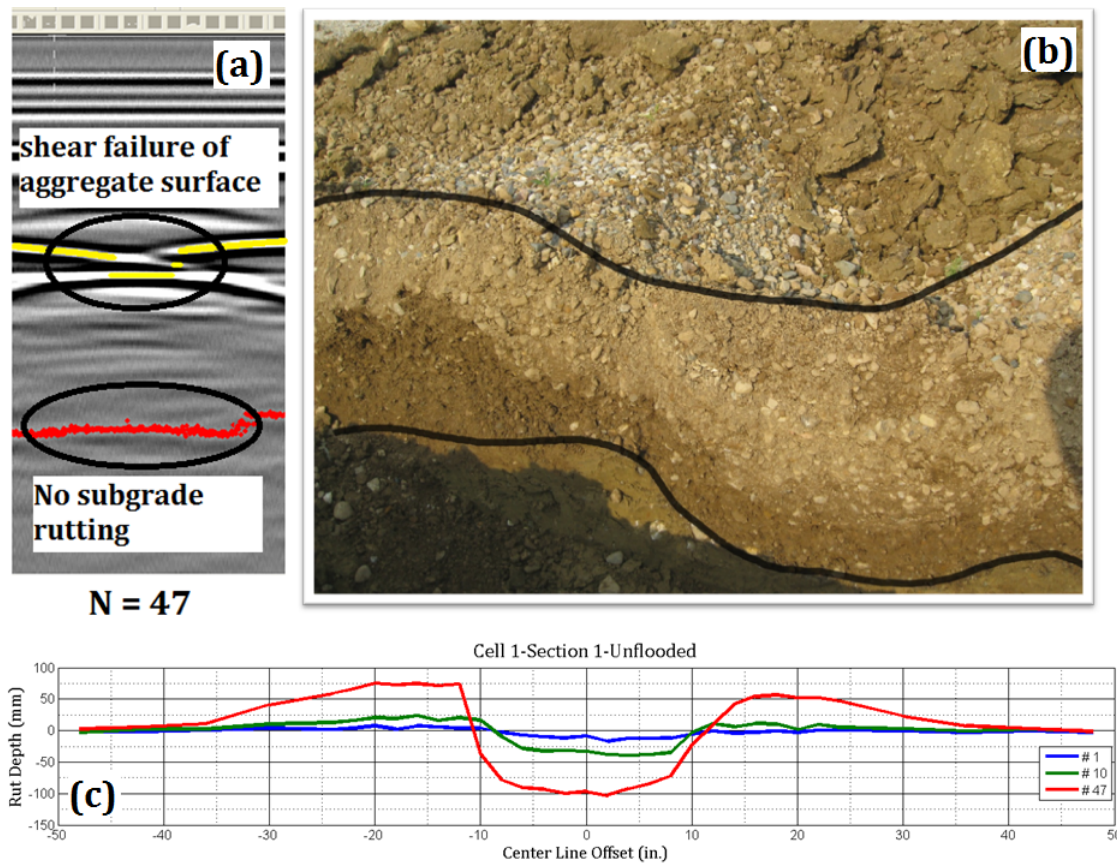 (a)
shear failure of
aggregate surface
No subgrade
rutting
N = 47
(b)
Cell 1-Section 1-Unflooded
Rut Depth (mm)
100
50
0
-50
-100
-150
(c)
# 1
# 10
# 47
-50 -40 -30 -20 -10 0 10 20 30 40 50
Center Line Offset (in.)